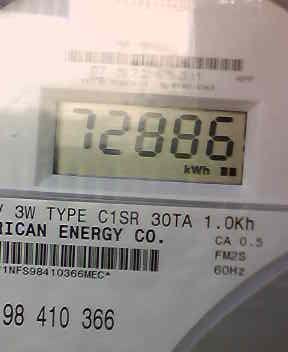 72886
kWh
V 3W TYPE C1SR 30TA 1.0Kh
RICAN ENERGY CO.
CA 0.5
FM2S
60Hz
1NFS98410366MEC*
98 410 366